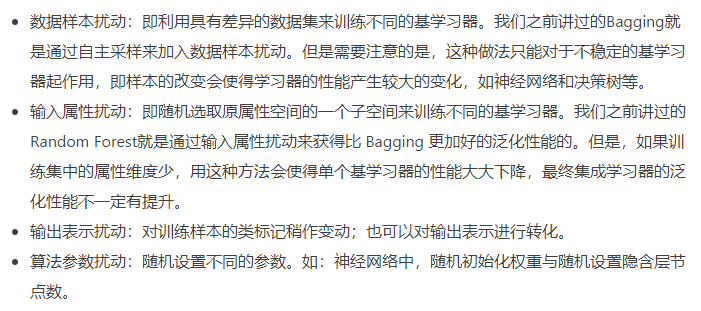 数据样本扰动：即利用具有差异的数据集来训练不同的基学习器。我们之前讲过的Bagging就
是通过自主采样来加入数据样本扰动。但是需要注意的是，这种做法只能对于不稳定的基学习
器起作用，即样本的改变会使得学习器的性能产生较大的变化，如神经网络和决策树等。
输入属性扰动：即随机选取原属性空间的一个子空间来训练不同的基学习器。我们之前讲过的
Random Forest就是通过输入属性扰动来获得比 Bagging 更加好的泛化性能的。但是，如果训
练集中的属性维度少，用这种方法会使得单个基学习器的性能大大下降，最终集成学习器的泛
化性能不一定有提升。
输出表示扰动：对训练样本的类标记稍作变动；也可以对输出表示进行转化。
算法参数扰动：随机设置不同的参数。如：神经网络中，随机初始化权重与随机设置隐含层节
点数。